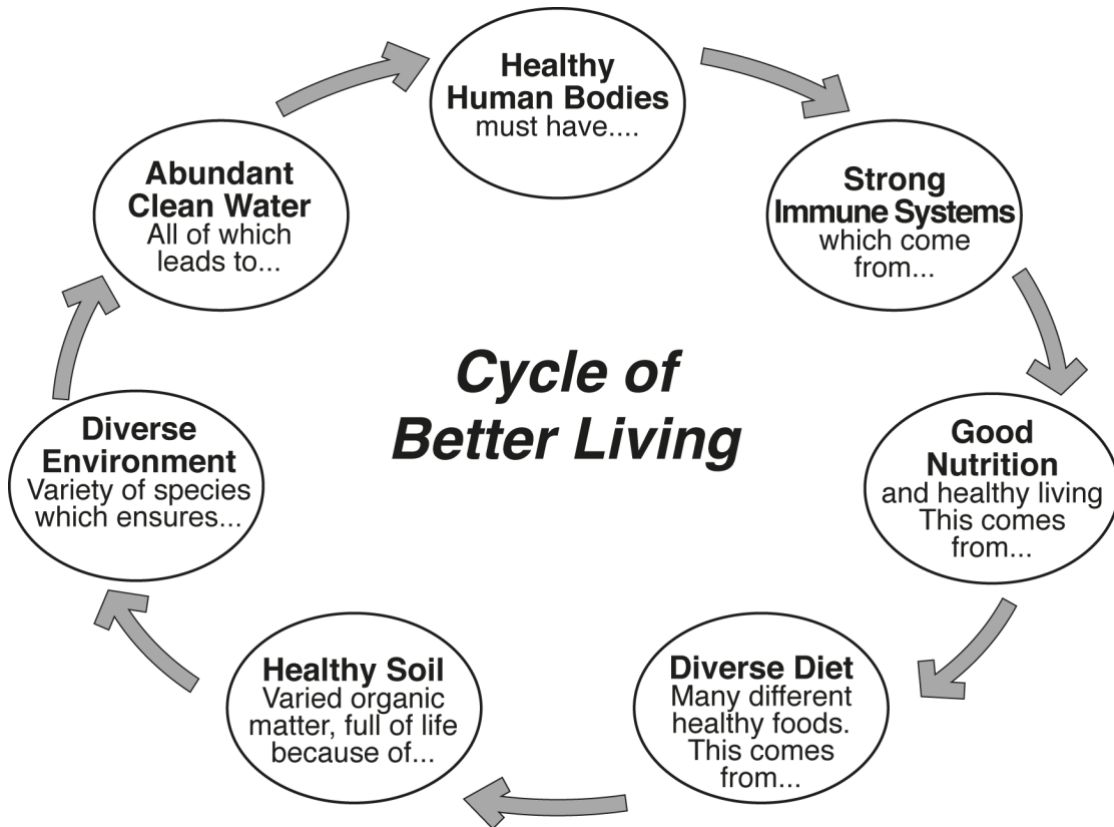 Healthy
Human Bodies
must have....
Strong
Immune Systems
which come
from...
Good
Nutrition
and healthy living
This comes
from...
Diverse Diet
Many different
healthy foods.
This comes
from...
Healthy Soil
Varied organic
matter, full of life
because of...
Diverse
Environment
Variety of species
which ensures...
Abundant
Clean Water
All of which
leads to...
Cycle of
Better Living